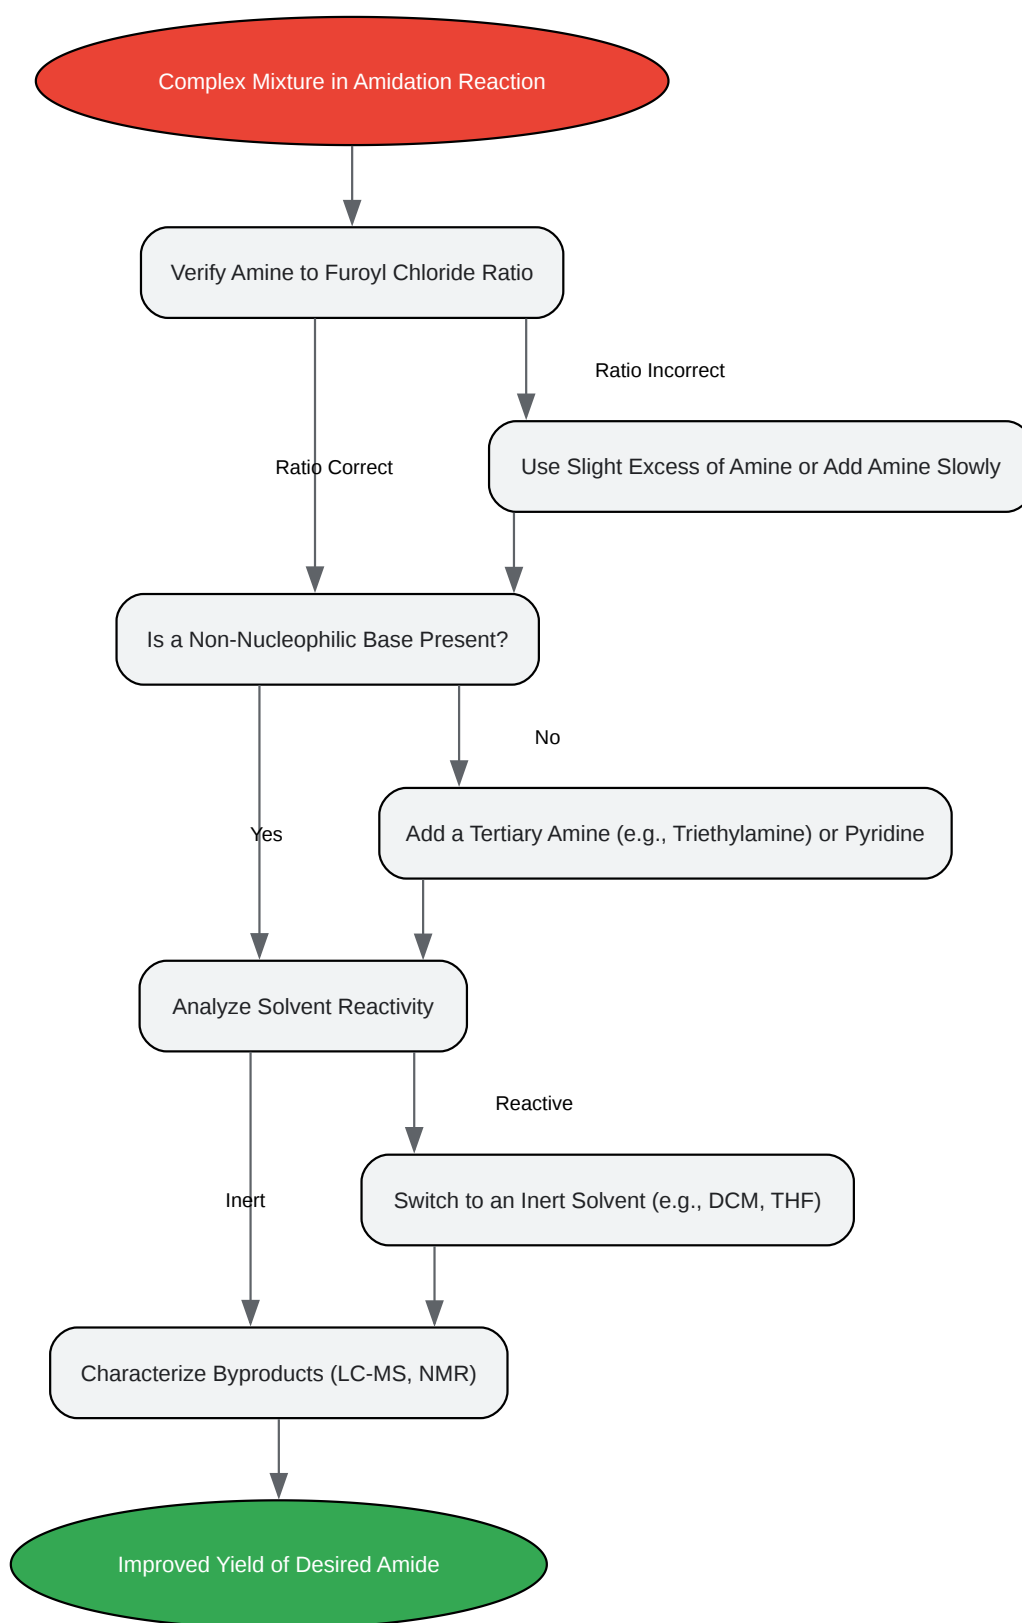 Complex Mixture in Amidation Reaction
Verify Amine to Furoyl Chloride Ratio
Ratio Incorrect
Use Slight Excess of Amine or Add Amine Slowly
Ratio Correct
Is a Non-Nucleophilic Base Present?
No
Add a Tertiary Amine (e.g., Triethylamine) or Pyridine
Yes
Analyze Solvent Reactivity
Reactive
Switch to an Inert Solvent (e.g., DCM, THF)
Inert
Characterize Byproducts (LC-MS, NMR)
Improved Yield of Desired Amide